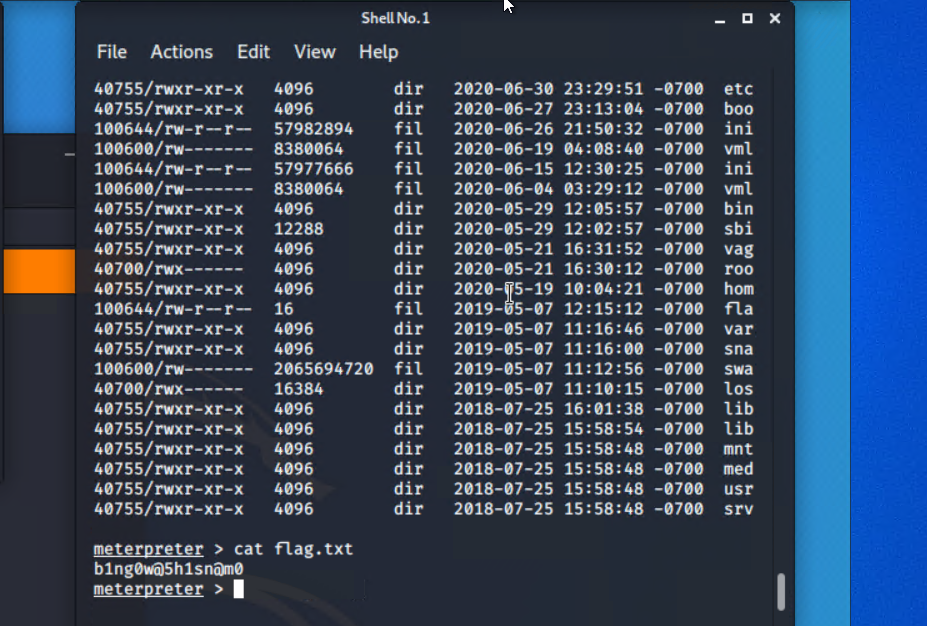 Shell No. 1
File Actions Edit View Help
40755/rwxr-xr-x 4096 dir 2020-06-30 23:29:51 -0700 etc
40755/rwxr-xr-x 4096 dir 2020-06-27 23:13:04 -0700 boo
100644/rw-r--r-- 57982894 fil 2020-06-26 21:50:32 -0700 ini
100600/rw------- 8380064 fil 2020-06-19 04:08:40 -0700 vml
100644/rw-r--r-- 57977666 fil 2020-06-15 12:30:25 -0700 ini
100600/rw------- 8380064 fil 2020-06-04 03:29:12 -0700 vml
40755/rwxr-xr-x 4096 dir 2020-05-29 12:05:57 -0700 bin
40755/rwxr-xr-x 12288 dir 2020-05-29 12:02:57 -0700 sbi
40755/rwxr-xr-x 4096 dir 2020-05-21 16:31:52 -0700 vag
40700/rwx------ 4096 dir 2020-05-21 16:30:12 -0700 roo
40755/rwxr-xr-x 4096 dir 2020-05-19 10:04:21 -0700 hom
100644/rw-r--r-- 16 fil 2019-05-07 12:15:12 -0700 fla
40755/rwxr-xr-x 4096 dir 2019-05-07 11:16:46 -0700 var
40755/rwxr-xr-x 4096 dir 2019-05-07 11:16:00 -0700 sna
100600/rw------- 2065694720 fil 2019-05-07 11:12:56 -0700 swa
40700/rwx------ 16384 dir 2019-05-07 11:10:15 -0700 los
40755/rwxr-xr-x 4096 dir 2018-07-25 16:01:38 -0700 lib
40755/rwxr-xr-x 4096 dir 2018-07-25 15:58:54 -0700 lib
40755/rwxr-xr-x 4096 dir 2018-07-25 15:58:48 -0700 mnt
40755/rwxr-xr-x 4096 dir 2018-07-25 15:58:48 -0700 med
40755/rwxr-xr-x 4096 dir 2018-07-25 15:58:48 -0700 usr
40755/rwxr-xr-x 4096 dir 2018-07-25 15:58:48 -0700 srv
meterpreter > cat flag.txt
b1ng0w@5h1sn@m0
meterpreter >